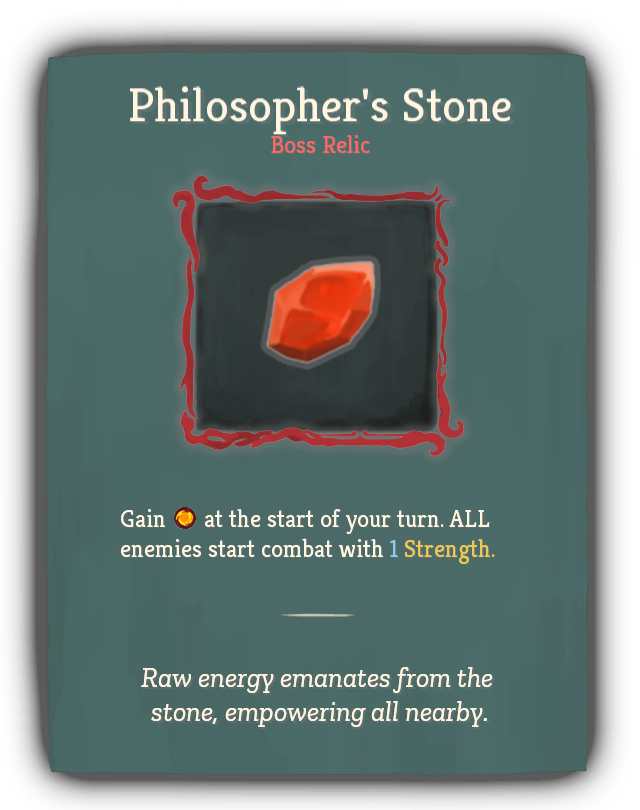 Philosopher's Stone
Boss Relic
Gain at the start of your turn. ALL
enemies start combat with 1 Strength.
Raw energy emanates from the
stone, empowering all nearby.